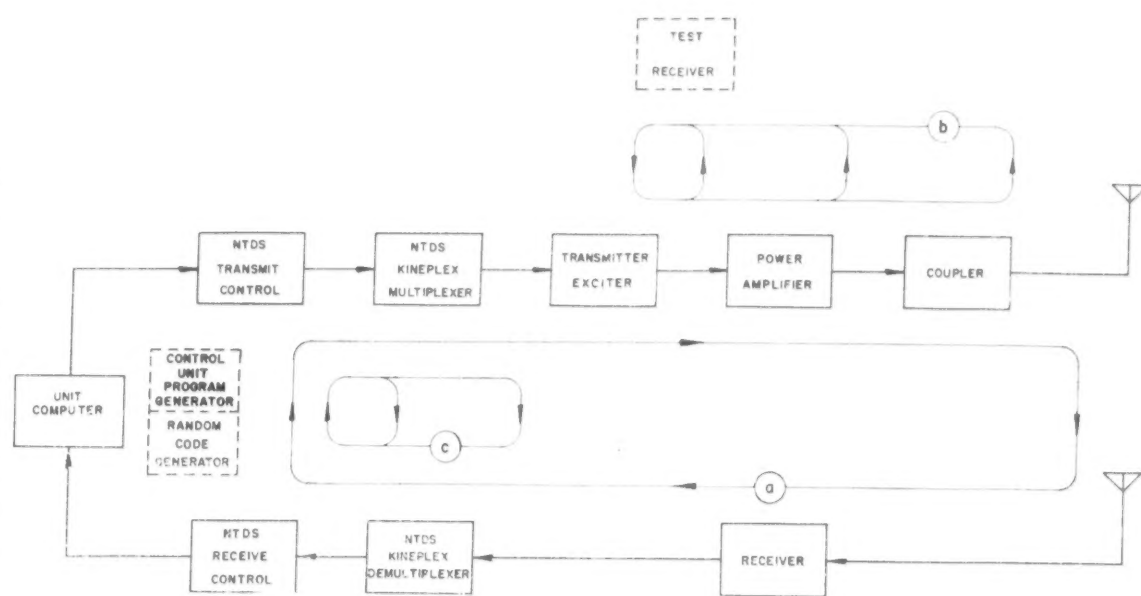 TEST
RECEIVER
b
NTDS
TRANSMIT
CONTROL
NTDS
KINEPLEX
MULTIPLEXER
TRANSMITTER
EXCITER
POWER
AMPLIFIER
COUPLER
CONTROL
UNIT
PROGRAM
GENERATOR
UNIT
COMPUTER
RANDOM
CODE
GENERATOR
c
a
NTDS
RECEIVE
CONTROL
NTDS
KINEPLEX
DEMULTIPLEXER
RECEIVER